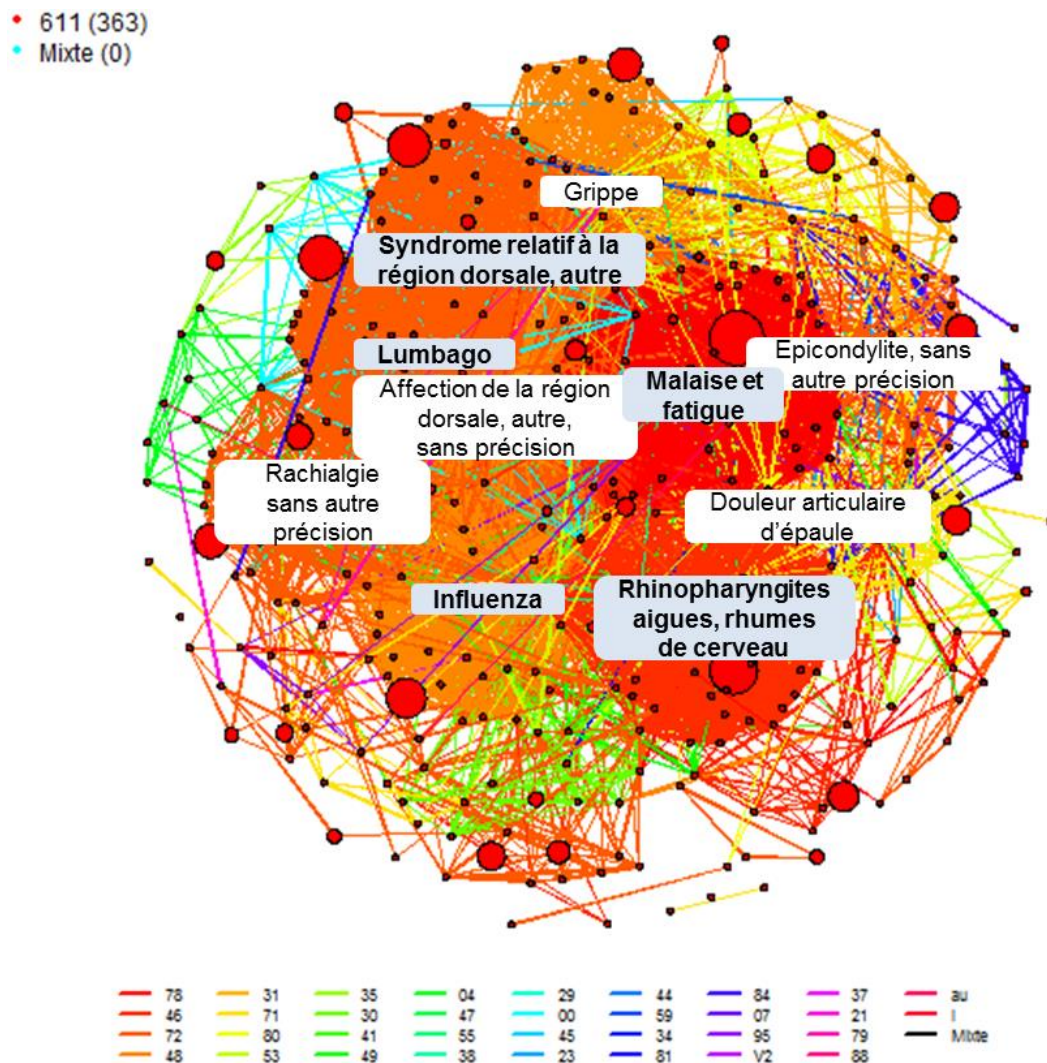 611 (363)
Mixte (0)
Grippe
Syndrome relatif à la
région dorsale, autre
Lumbago
Affection de la région
dorsale, autre,
sans précision
Malaise et
fatigue
Epicondylite, sans
autre précision
Rachialgie
sans autre
précision
Douleur articulaire
d'épaule
Influenza
Rhinopharyngites
aigues, rhumes
de cerveau
78 31 35 04 29 44 84 37 au
46 71 30 47 00 59 07 21 I
72 80 41 55 45 34 95 79 Mixte
48 53 49 38 23 81 V2 88